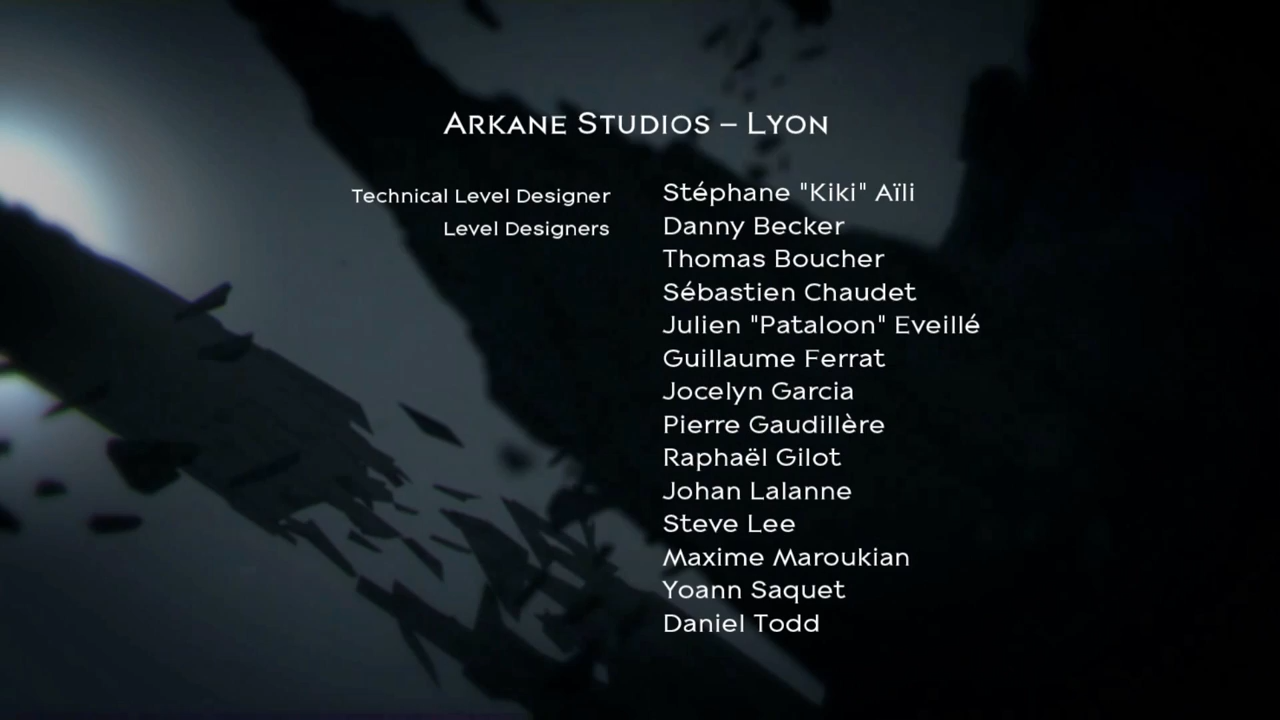 Arkane Studios – Lyon
Technical Level Designer Stéphane "Kiki" Aïli
Level Designers Danny Becker
Thomas Boucher
Sébastien Chaudet
Julien "Pataloon" Eveillé
Guillaume Ferrat
Jocelyn Garcia
Pierre Gaudillère
Raphaël Gilot
Johan Lalanne
Steve Lee
Maxime Maroukian
Yoann Saquet
Daniel Todd